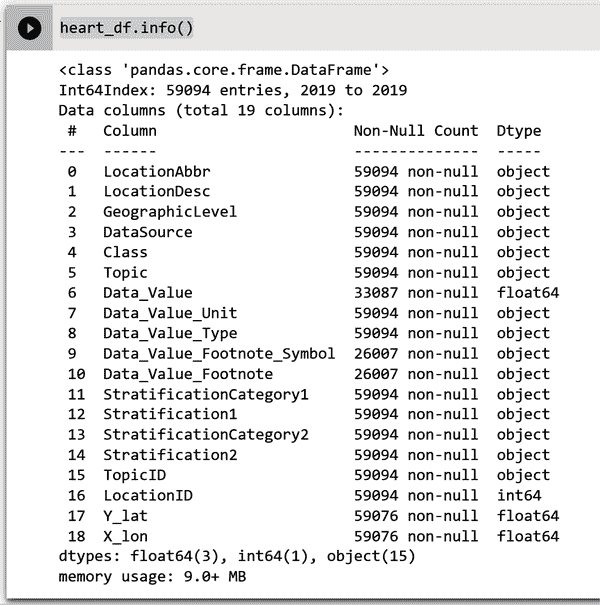 heart_df.info()
<class 'pandas.core.frame.DataFrame'>
Int64Index: 59094 entries, 2019 to 2019
Data columns (total 19 columns):
 #   Column                      Non-Null Count  Dtype
---  ------                      --------------  -----
 0   LocationAbbr                59094 non-null  object
 1   LocationDesc                59094 non-null  object
 2   GeographicLevel             59094 non-null  object
 3   DataSource                  59094 non-null  object
 4   Class                       59094 non-null  object
 5   Topic                       59094 non-null  object
 6   Data_Value                  33087 non-null  float64
 7   Data_Value_Unit             59094 non-null  object
 8   Data_Value_Type             59094 non-null  object
 9   Data_Value_Footnote_Symbol  26007 non-null  object
 10  Data_Value_Footnote         26007 non-null  object
 11  StratificationCategory1     59094 non-null  object
 12  Stratification1             59094 non-null  object
 13  StratificationCategory2     59094 non-null  object
 14  Stratification2             59094 non-null  object
 15  TopicID                     59094 non-null  object
 16  LocationID                  59094 non-null  int64
 17  Y_lat                       59076 non-null  float64
 18  X_lon                       59076 non-null  float64
dtypes: float64(3), int64(1), object(15)
memory usage: 9.0+ MB